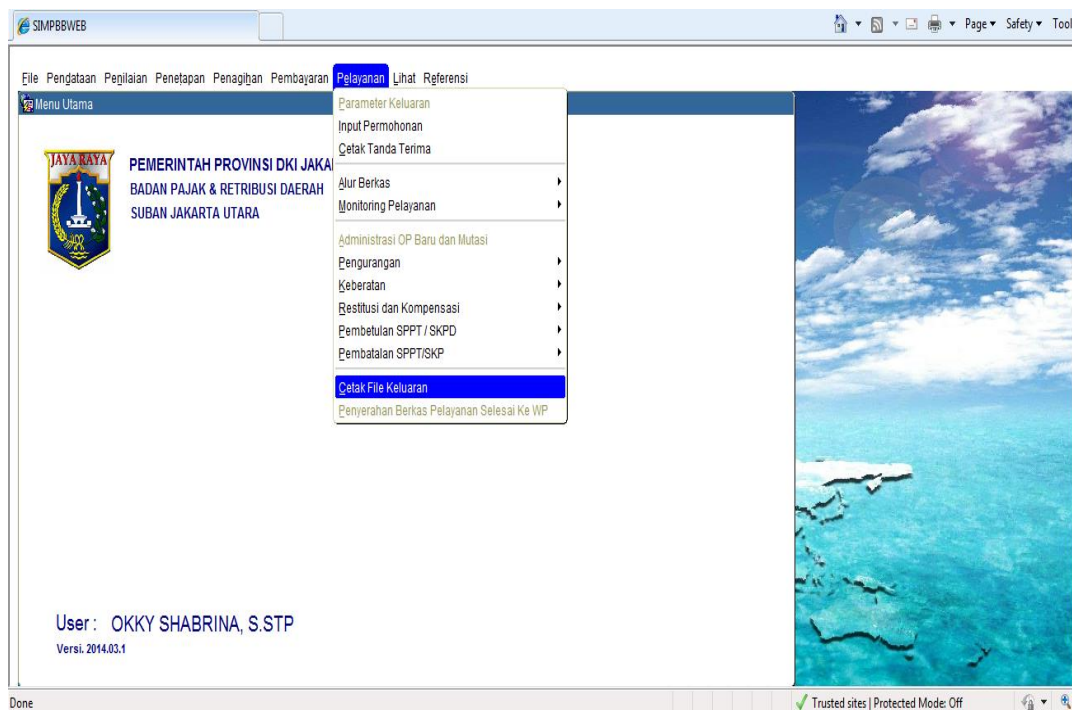 SIMPBBWEB
Page Safety Tool
File Pendataan Penilaian Penetapan Penagihan Pembayaran Pelayanan Lihat Referensi
Menu Utama
JAYA RAYA
PEMERINTAH PROVINSI DKI JAKA
BADAN PAJAK & RETRIBUSI DAERAH
SUBAN JAKARTA UTARA
Parameter Keluaran
Input Permohonan
Cetak Tanda Terima
Alur Berkas
Monitoring Pelayanan
Administrasi OP Baru dan Mutasi
Pengurangan
Keberatan
Restitusi dan Kompensasi
Pembetulan SPPT / SKPD
Pembatalan SPPT/SKP
Cetak File Keluaran
Penyerahan Berkas Pelayanan Selesai Ke WP
User : OKKY SHABRINA, S.STP
Versi. 2014.03.1
Done
Trusted sites | Protected Mode: Off